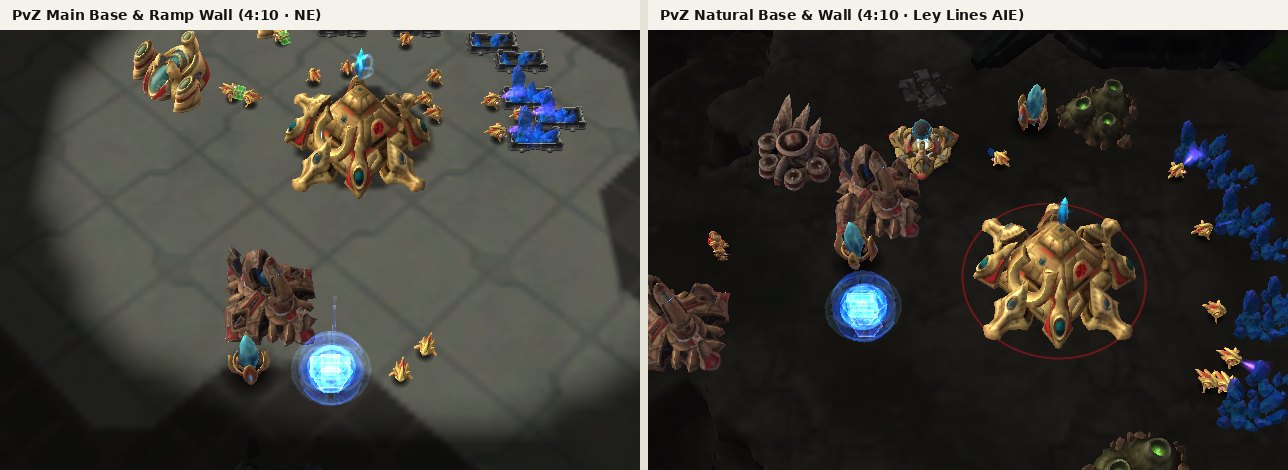 PvZ Main Base & Ramp Wall (4:10 · NE)
PvZ Natural Base & Wall (4:10 · Ley Lines AIE)